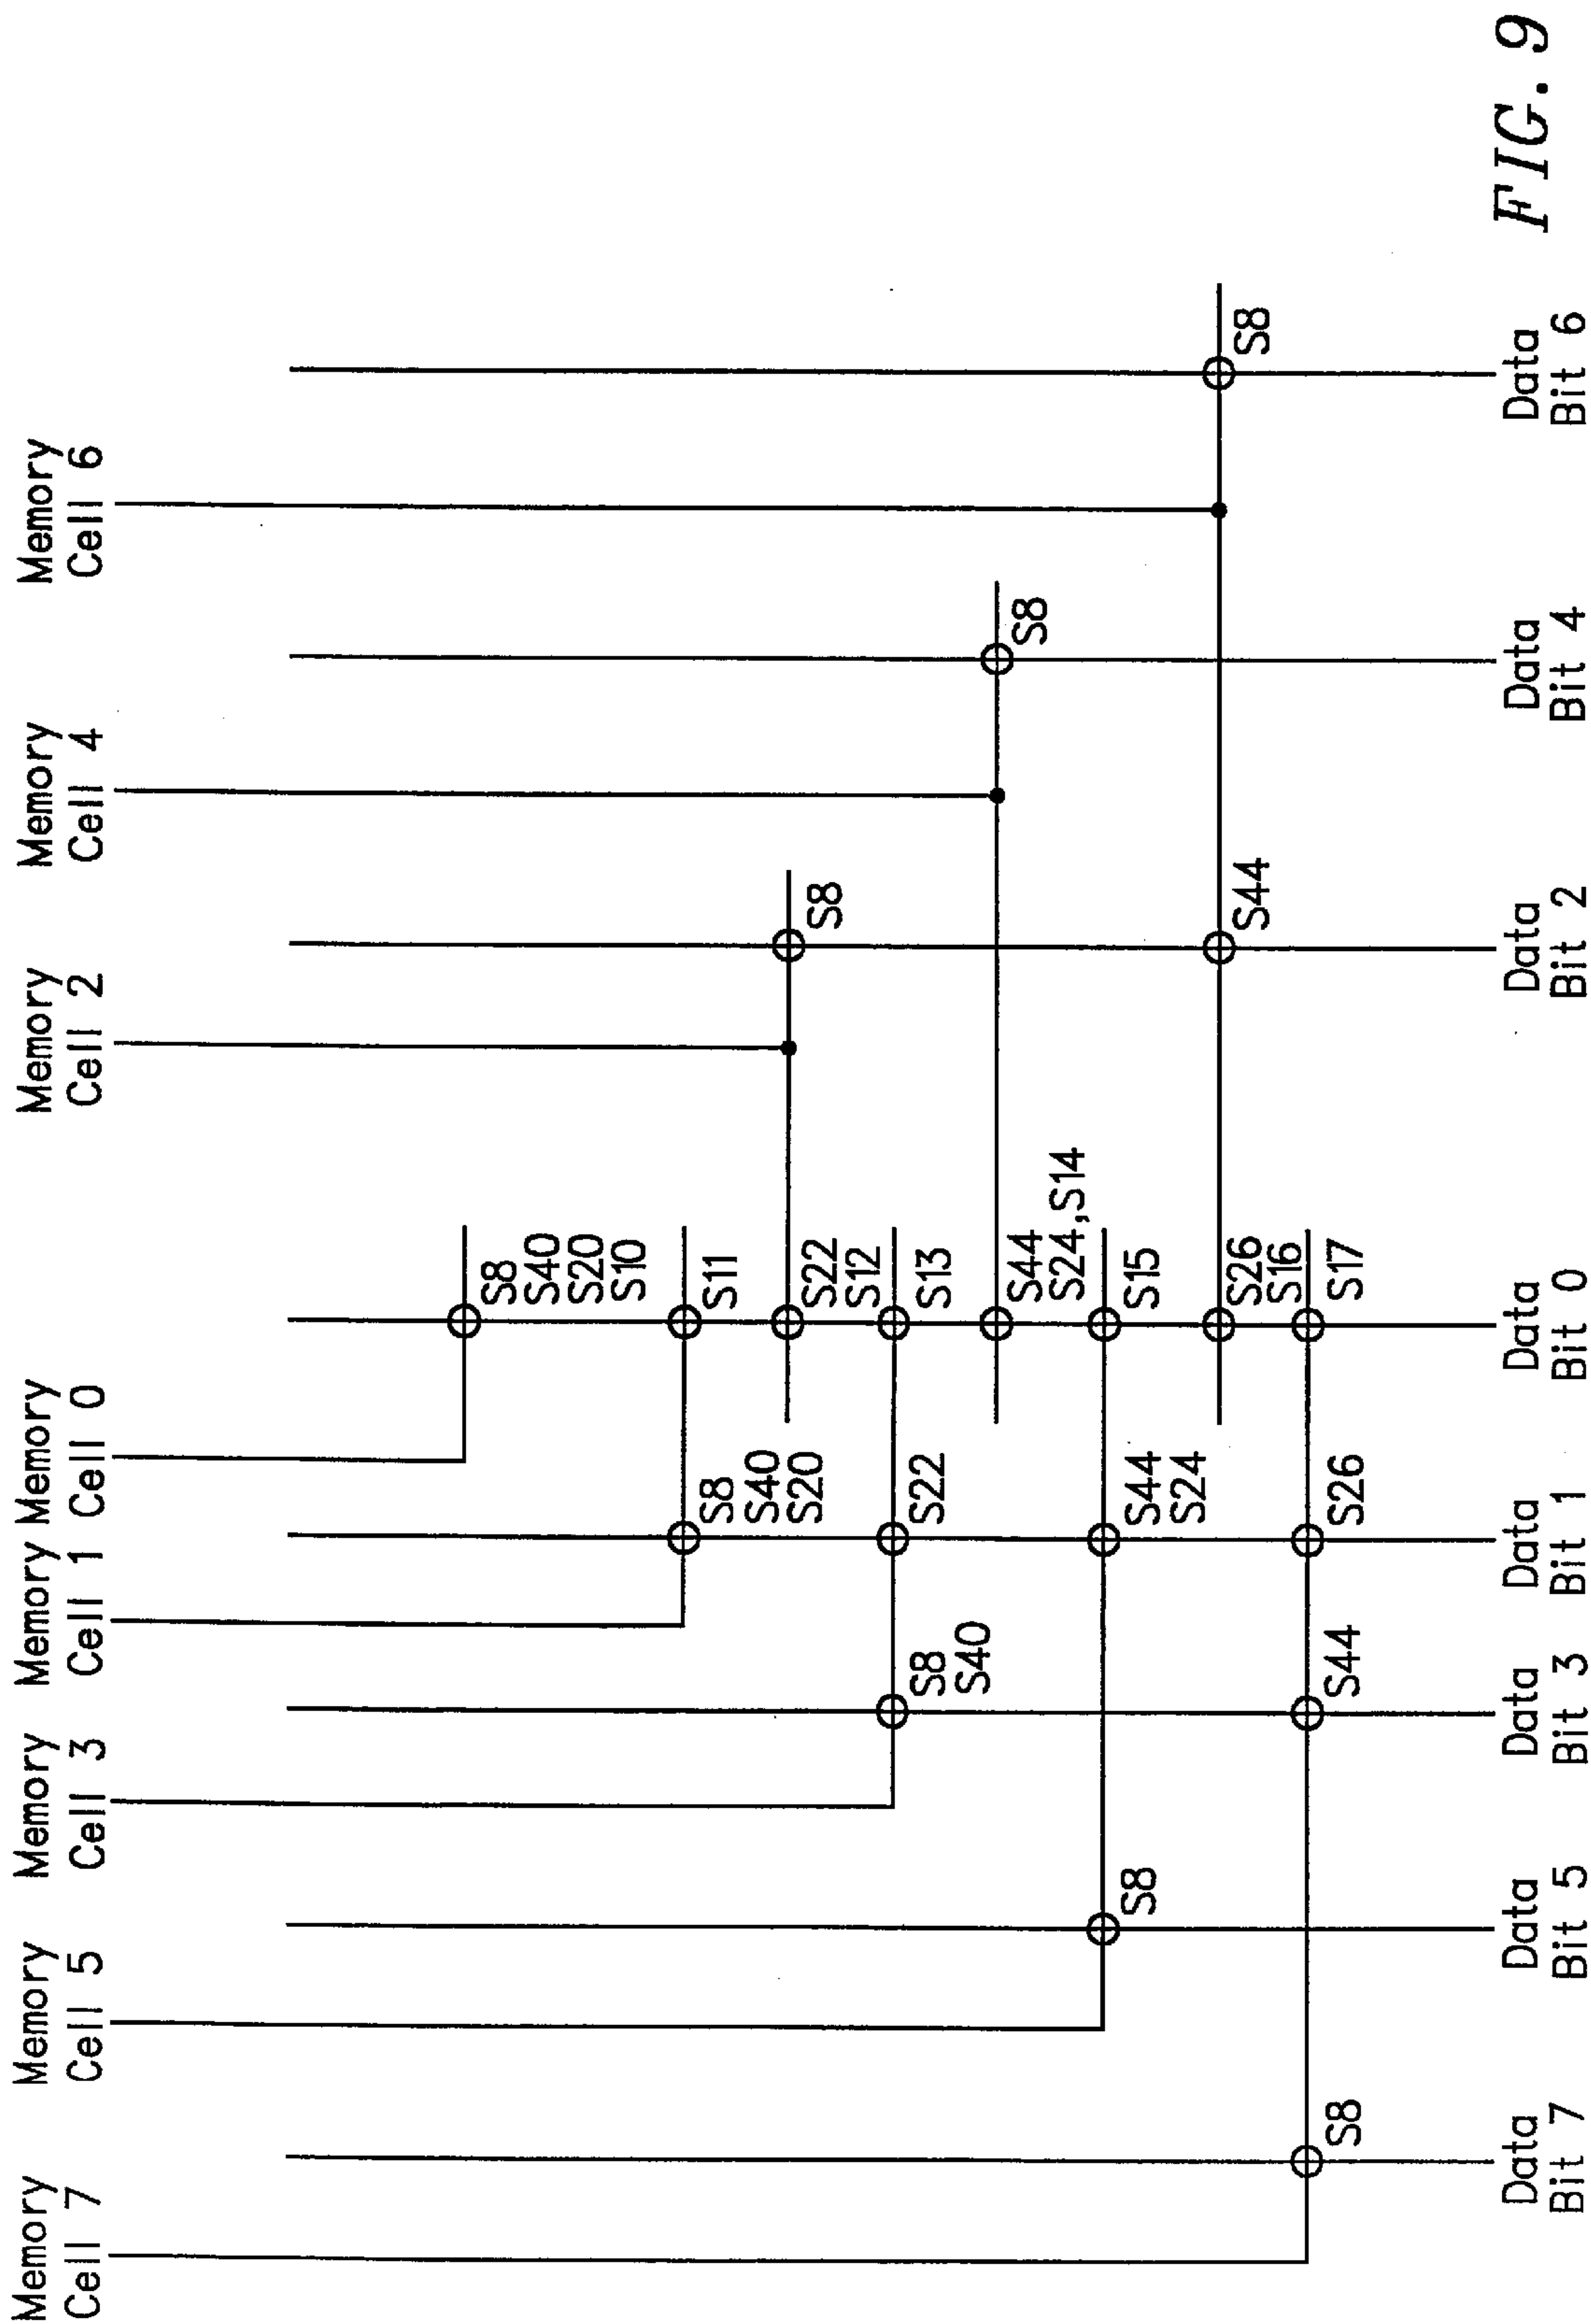 Memory
Cell 7
Memory
Cell 5
Memory
Cell 3
Memory
Cell 1
Memory
Cell 0
Memory
Cell 2
Memory
Cell 4
Memory
Cell 6
S8
S40
S20
S10
S8
S40
S20
S11
S22
S12
S8
S8
S40
S22
S13
S44
S24,S14
S8
S8
S44
S24
S15
S26
S16
S44
S8
S8
S44
S26
S17
Data
Bit 7
Data
Bit 5
Data
Bit 3
Data
Bit 1
Data
Bit 0
Data
Bit 2
Data
Bit 4
Data
Bit 6
FIG. 9